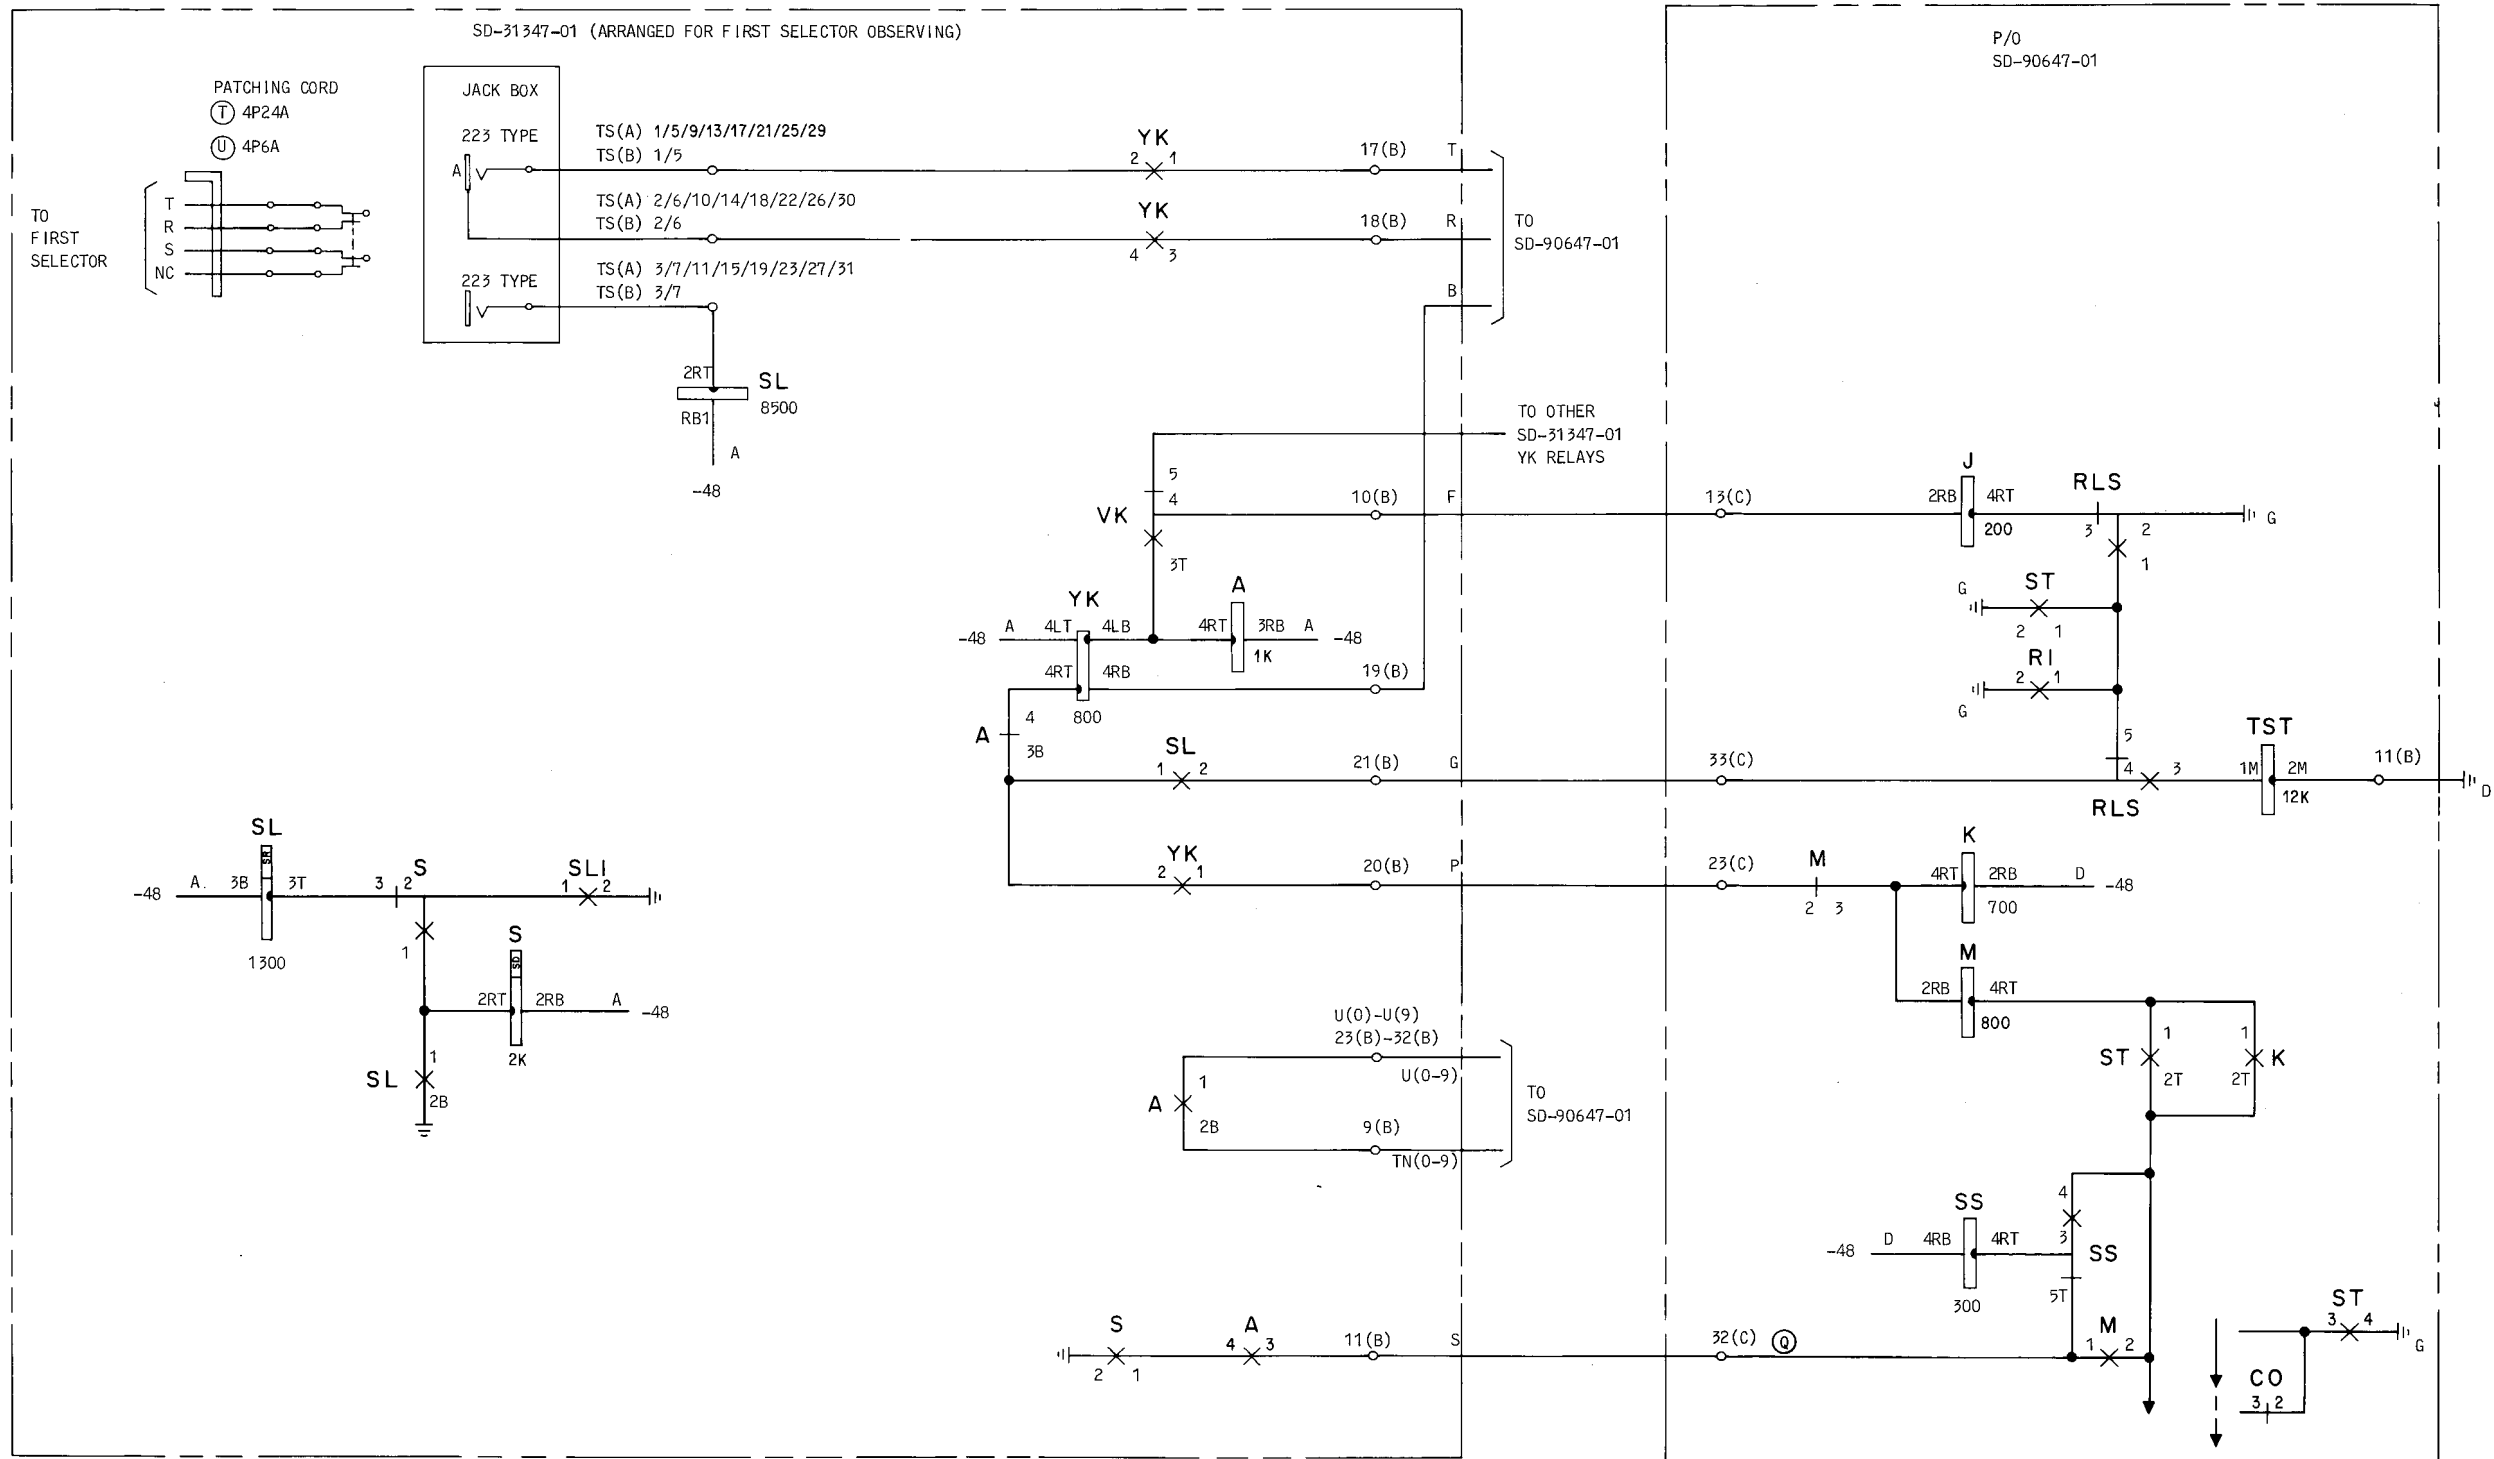 SD-31347-01 (ARRANGED FOR FIRST SELECTOR OBSERVING)
P/O
SD-90647-01
PATCHING CORD
T 4P24A
U 4P6A
TO
FIRST
SELECTOR
T
R
S
NC
JACK BOX
223 TYPE
A
223 TYPE
TS(A) 1/5/9/13/17/21/25/29
TS(B) 1/5
TS(A) 2/6/10/14/18/22/26/30
TS(B) 2/6
TS(A) 3/7/11/15/19/23/27/31
TS(B) 3/7
YK
2 1
17(B) T
YK
4 3
18(B) R
B
TO
SD-90647-01
2RT SL
8500
RB1
A
-48
TO OTHER
SD-31347-01
YK RELAYS
5
4
VK
3T
10(B) F
13(C)
J
2RB 4RT
200
RLS
3 2
1
G
G ST
2 1
RI
2 1
G
5
4 3
RLS
TST
1M 2M
12K
11(B)
D
YK
-48 A 4LT 4LB
4RT 4RB
800
A
4RT 3RB A -48
1K
19(B)
A
4
3B
SL
1 2
21(B) G
33(C)
YK
2 1
20(B) P
23(C)
M
2 3
K
4RT 2RB D -48
700
M
2RB 4RT
800
1
ST
2T
1
K
2T
SL
SR
-48 A. 3B 3T
1300
S
3 2
1
SL1
1 2
S
SD
2RT 2RB A -48
2K
1
SL
2B
U(0)-U(9)
23(B)-32(B)
U(0-9)
1
A
2B
9(B)
TN(0-9)
TO
SD-90647-01
SS
-48 D 4RB 4RT
300
4
3
SS
5T
M
1 2
S
2 1
A
4 3
11(B) S
32(C) Q
ST
3 4
G
CO
3 2